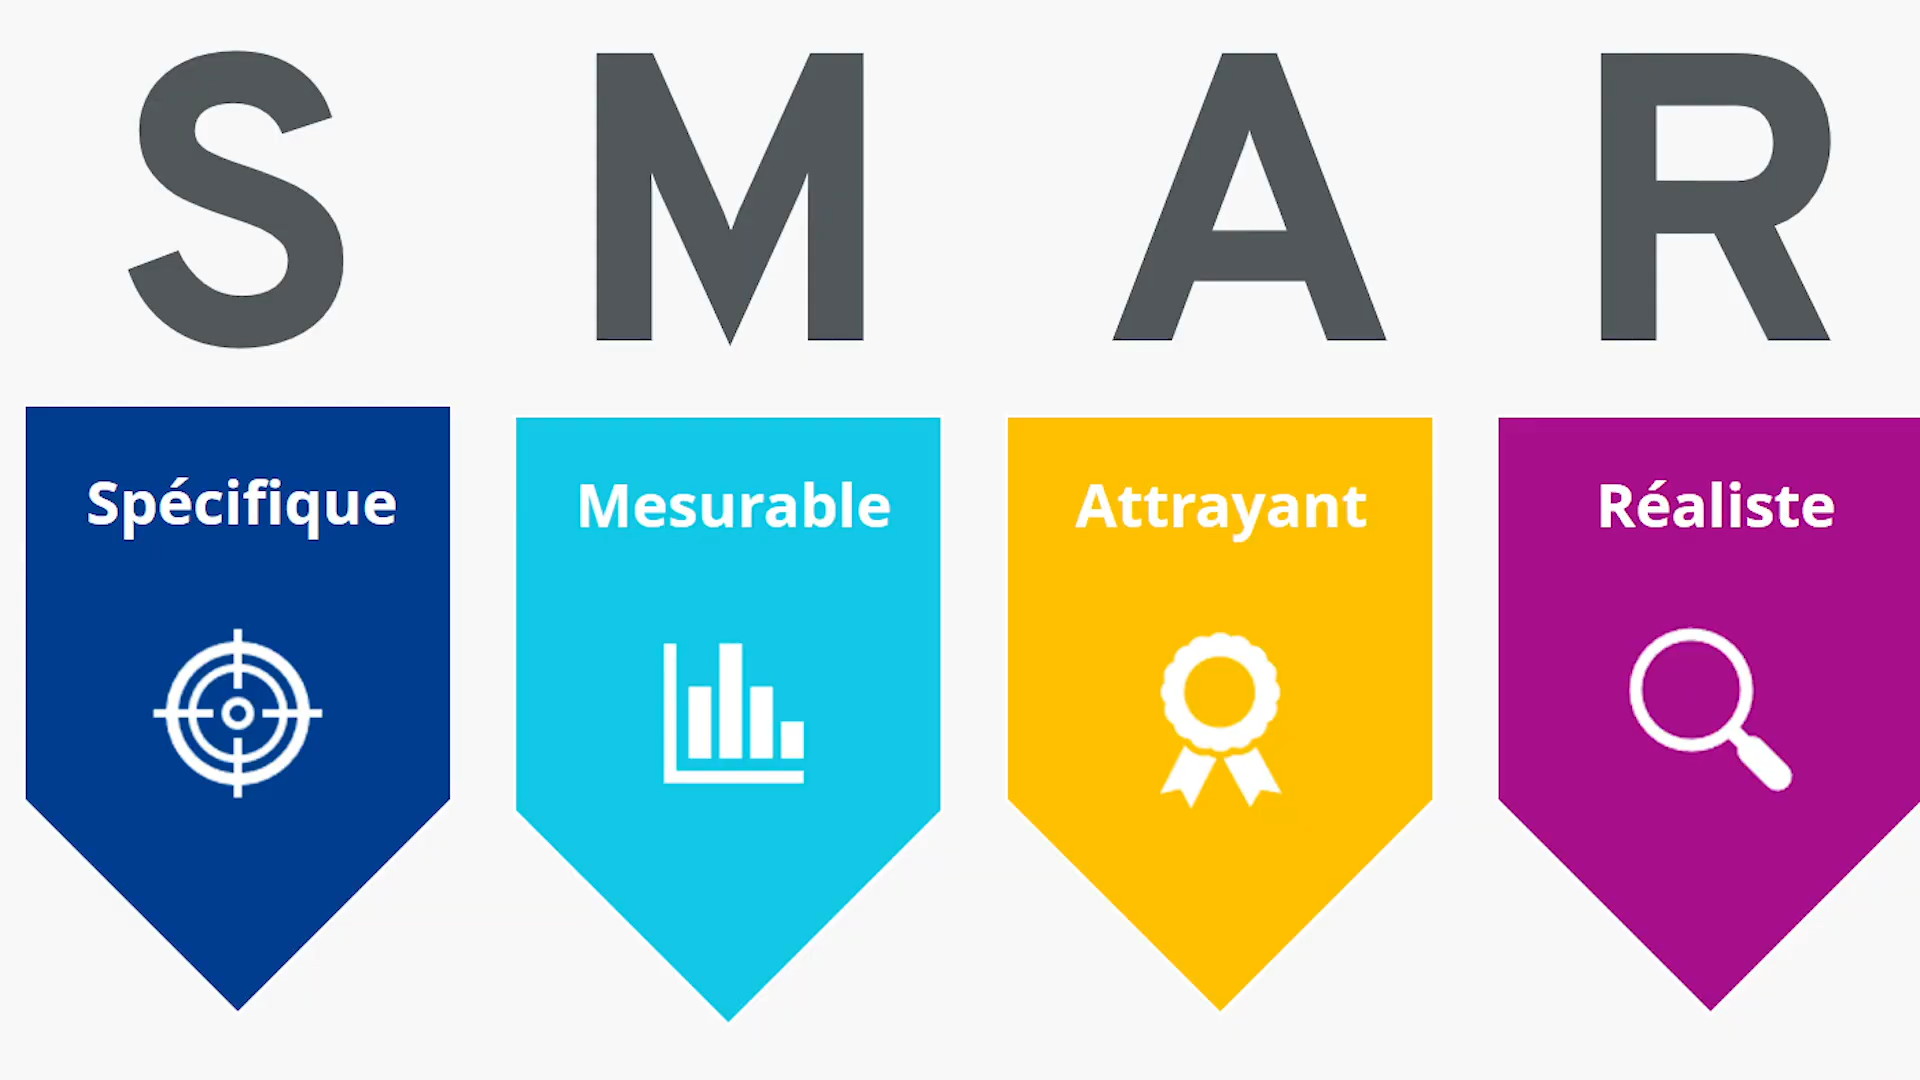 S M A R
Spécifique
Mesurable
Attrayant
Réaliste